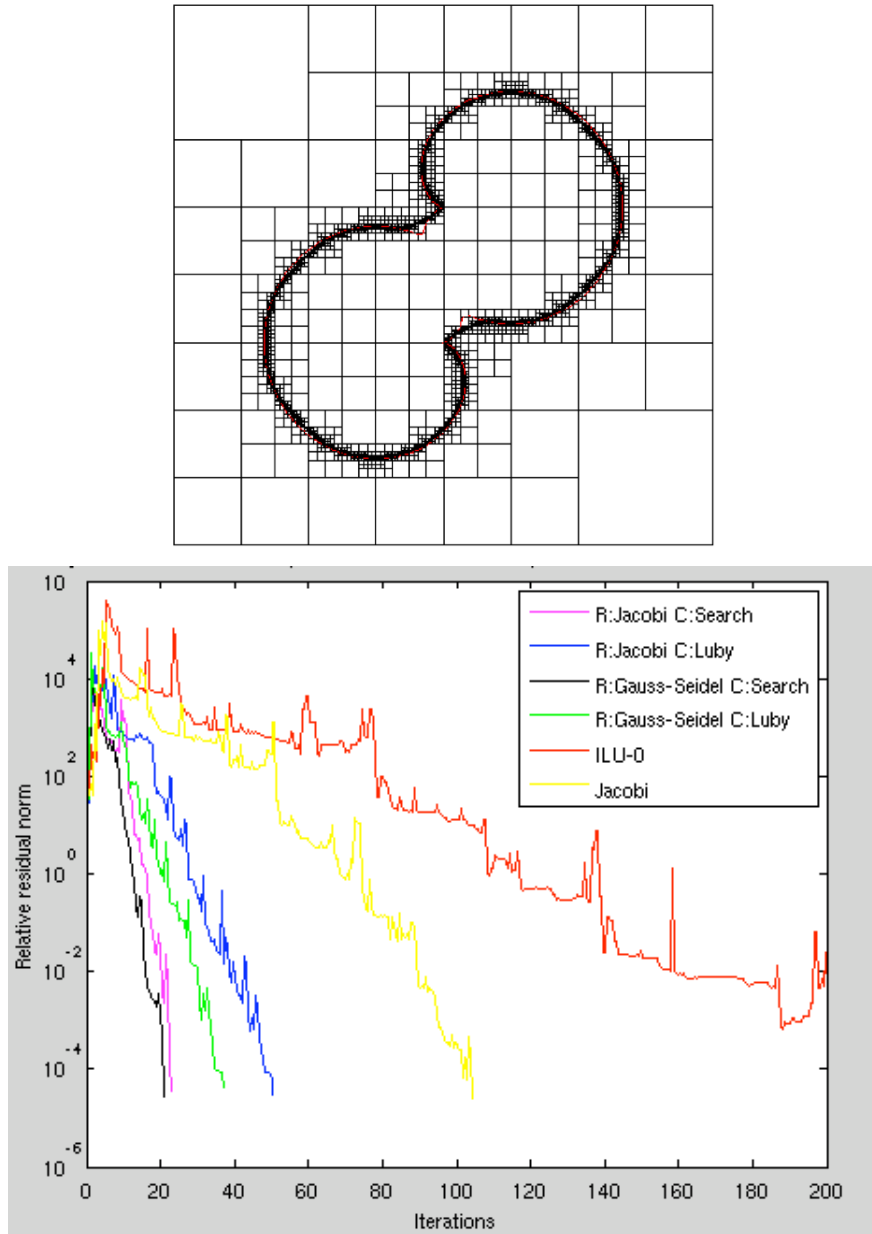 10
10 4
10 2
10 0
10 -2
10 -4
10 -6
Relative residual norm
R:Jacobi C:Search
R:Jacobi C:Luby
R:Gauss-Seidel C:Search
R:Gauss-Seidel C:Luby
ILU-0
Jacobi
0 20 40 60 80 100 120 140 160 180 200
Iterations